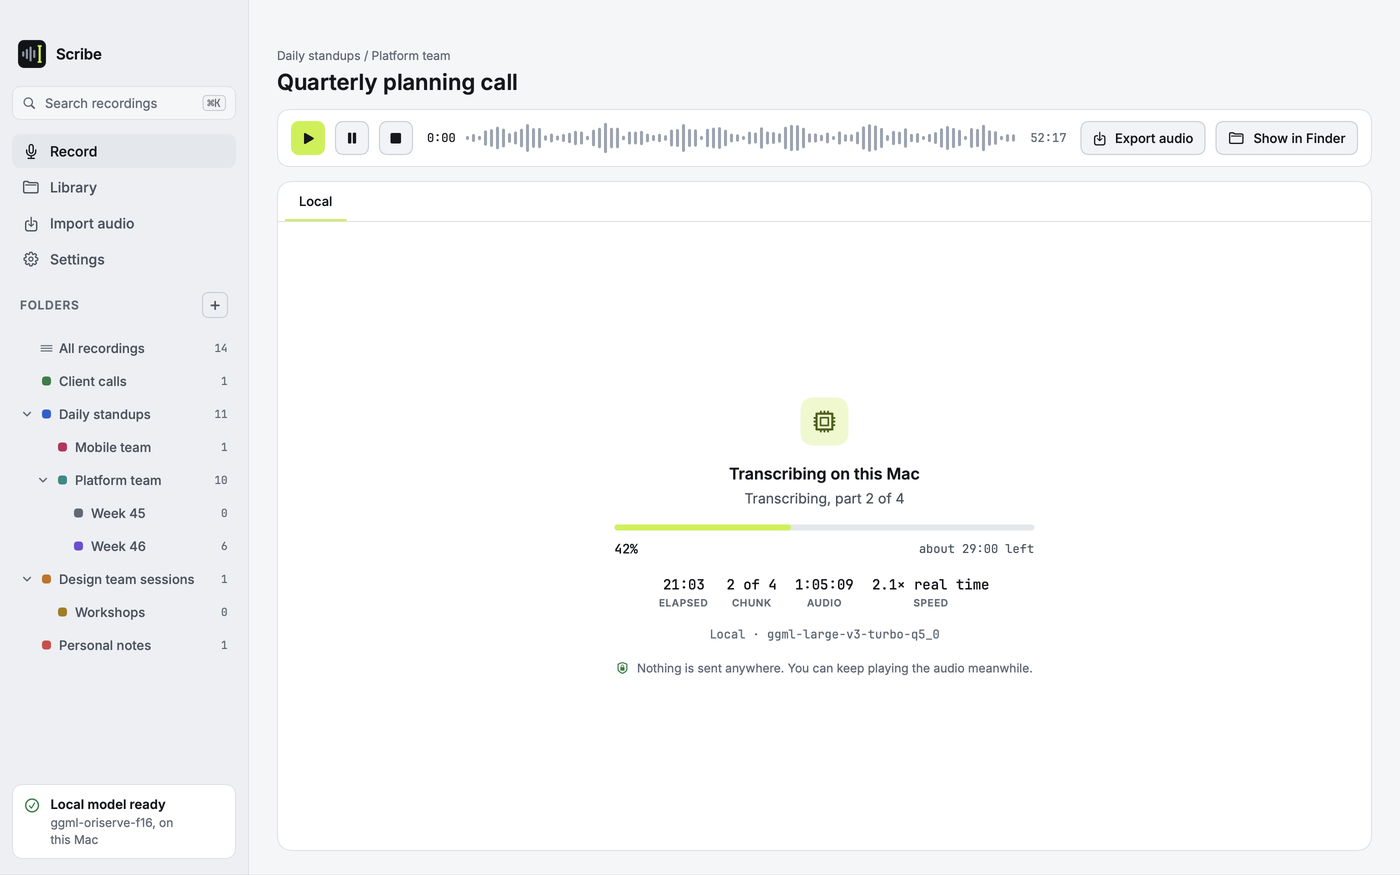 Scribe
Search recordings
⌘K
Record
Library
Import audio
Settings
FOLDERS
All recordings 14
Client calls 1
Daily standups 11
Mobile team 1
Platform team 10
Week 45 0
Week 46 6
Design team sessions 1
Workshops 0
Personal notes 1
Local model ready
ggml-oriserve-f16, on
this Mac
Daily standups / Platform team
Quarterly planning call
0:00
52:17
Export audio
Show in Finder
Local
Transcribing on this Mac
Transcribing, part 2 of 4
42%
about 29:00 left
21:03 2 of 4 1:05:09 2.1× real time
ELAPSED CHUNK AUDIO SPEED
Local · ggml-large-v3-turbo-q5_0
Nothing is sent anywhere. You can keep playing the audio meanwhile.